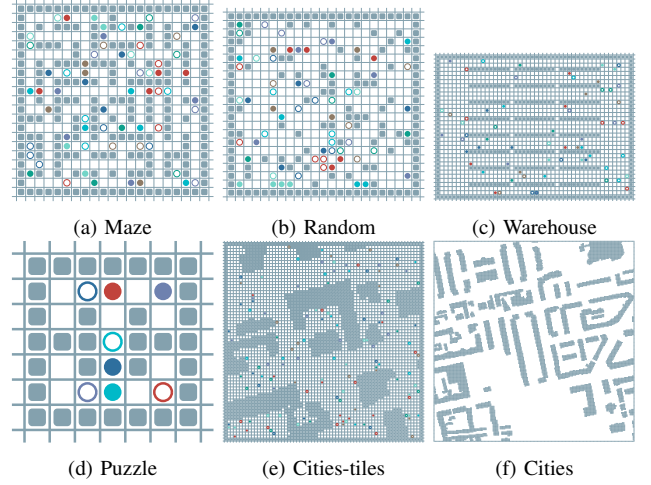 (a) Maze
(b) Random
(c) Warehouse
(d) Puzzle
(e) Cities-tiles
(f) Cities